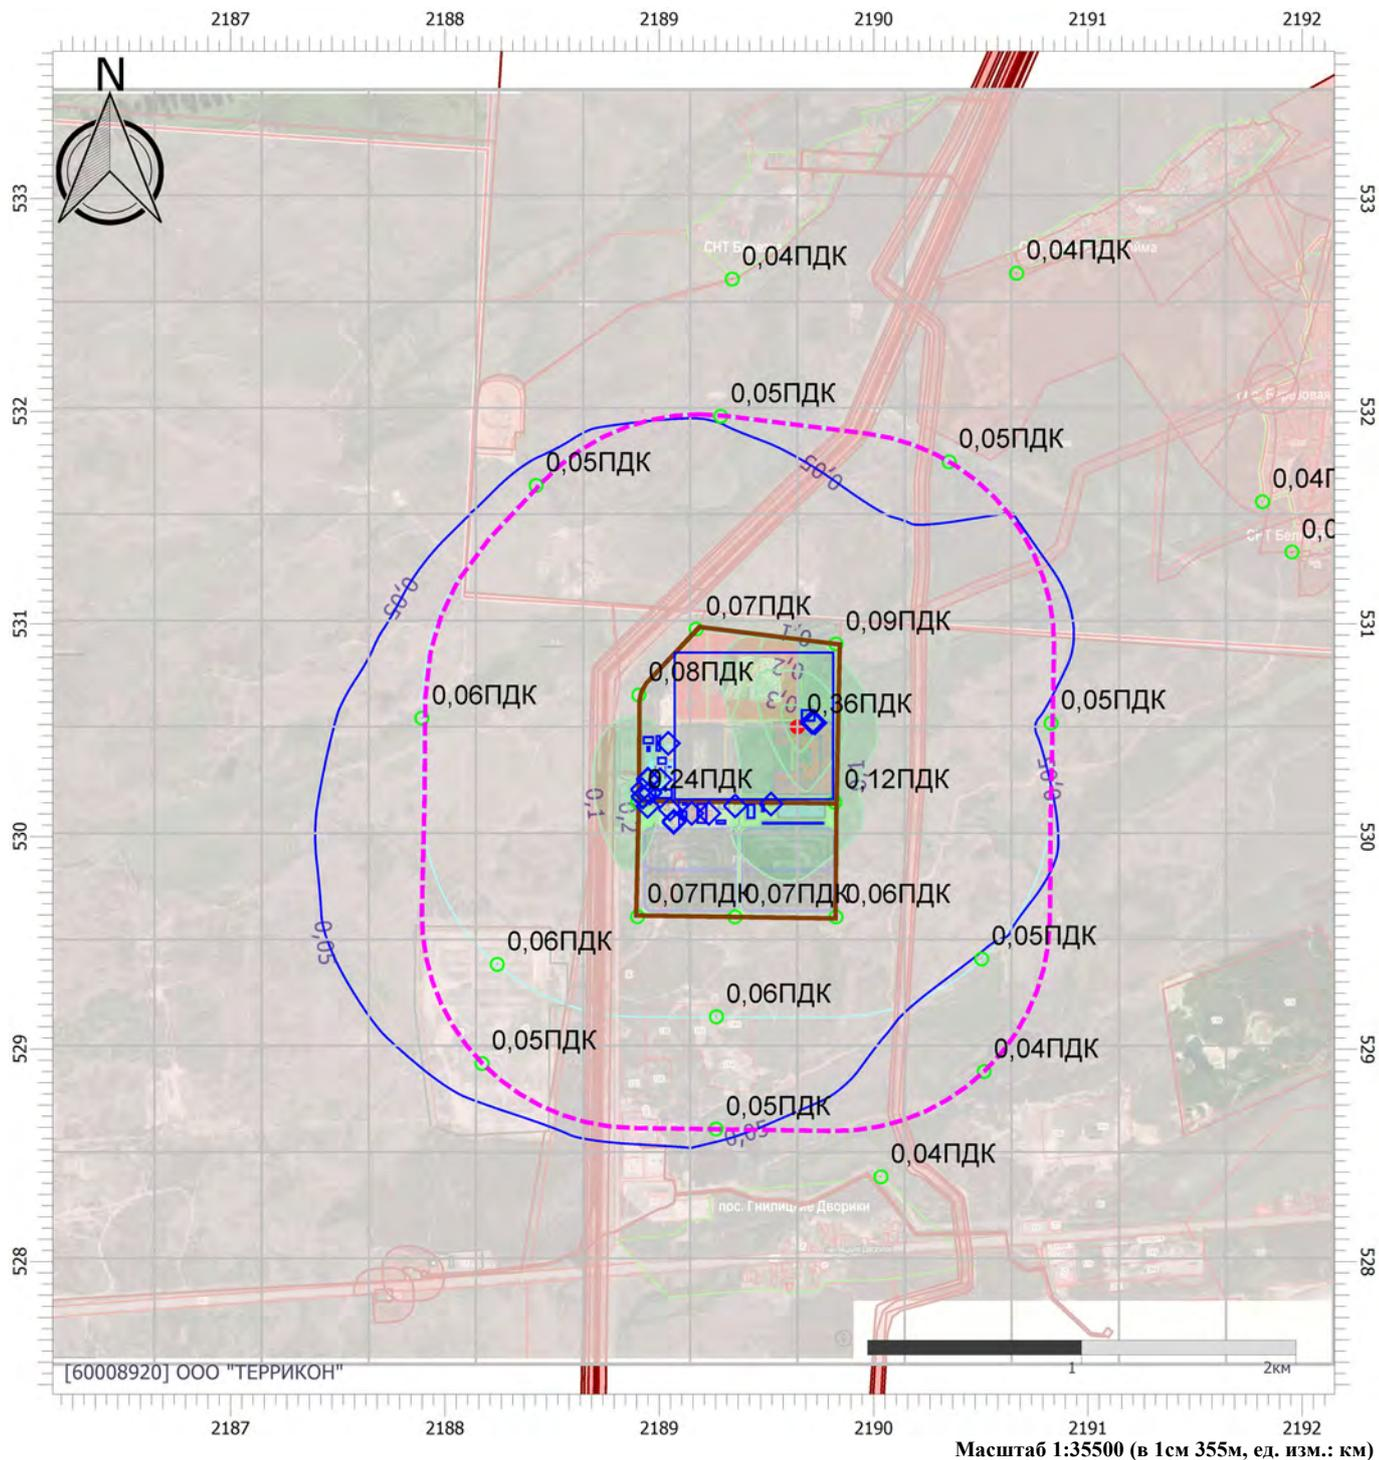 2187 2188 2189 2190 2191 2192
N
533 533
0,04ПДК 0,04ПДК
0,05ПДК
532 532
0,05ПДК
0,05ПДК
0,05
0,05
531 531
0,07ПДК
0,09ПДК
0,1
0,2
0,08ПДК
0,3
0,36ПДК
0,06ПДК
0,05ПДК
0,24ПДК
0,12ПДК
0,1
0,2
0,05
530 530
0,07ПДК
0,07ПДК
0,06ПДК
0,05
0,06ПДК
0,05ПДК
0,06ПДК
529 529
0,05ПДК
0,04ПДК
0,05ПДК
0,05
0,04ПДК
пос. Гнилицкие Дворики
528 528
[60008920] ООО "ТЕРРИКОН"
1 2км
2187 2188 2189 2190 2191 2192
Масштаб 1:35500 (в 1см 355м, ед. изм.: км)